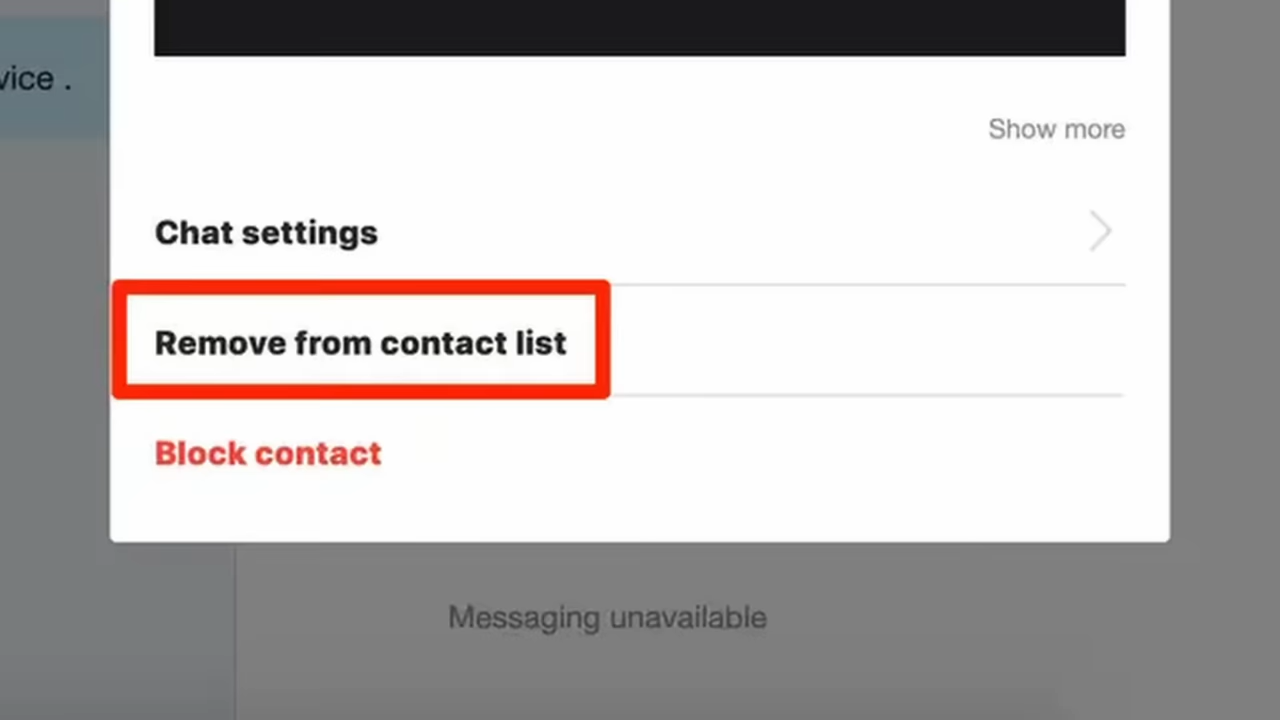 vice .
Show more
Chat settings
Remove from contact list
Block contact
Messaging unavailable